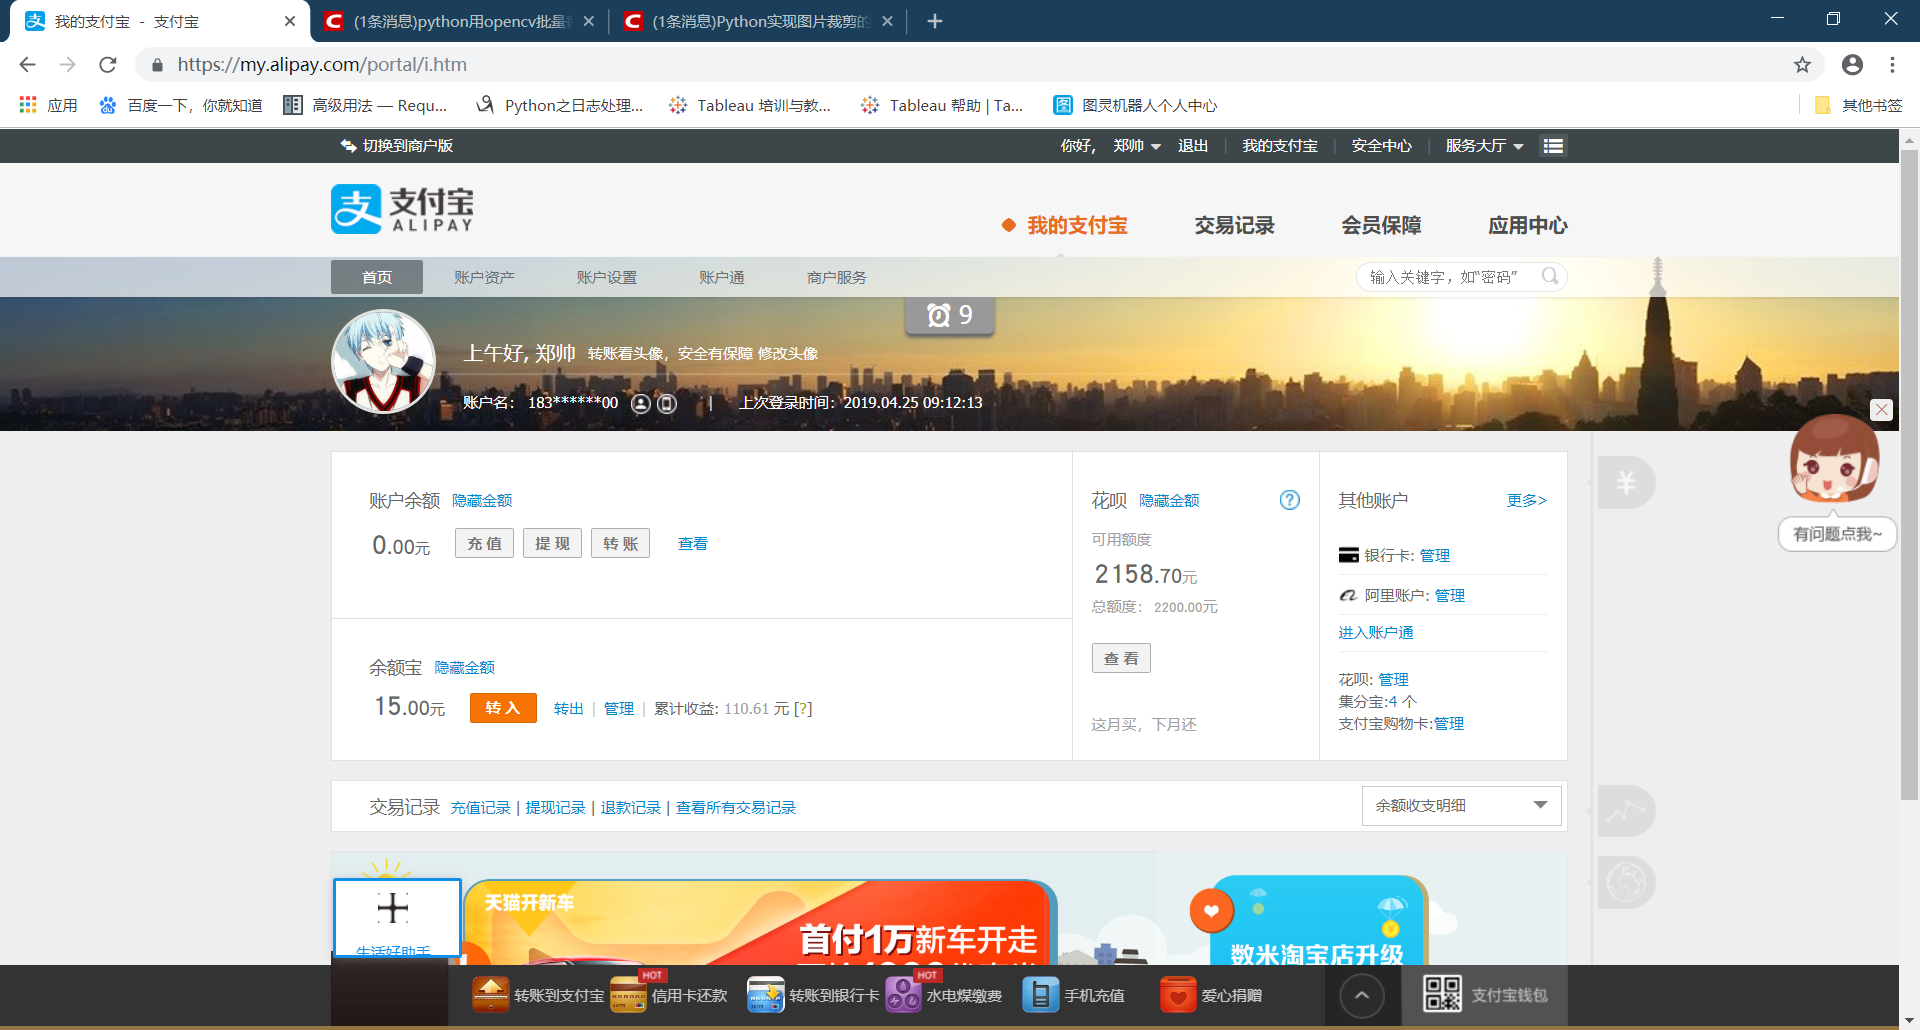 我的支付宝 - 支付宝
(1条消息)python用opencv批量
(1条消息)Python实现图片裁剪的
https://my.alipay.com/portal/i.htm
应用
百度一下，你就知道
高级用法 — Requ...
Python之日志处理...
Tableau 培训与教...
Tableau 帮助 | Ta...
图灵机器人个人中心
其他书签
切换到商户版
你好, 郑帅 退出 | 我的支付宝 | 安全中心 | 服务大厅
支 支付宝
ALIPAY
我的支付宝 交易记录 会员保障 应用中心
首页 账户资产 账户设置 账户通 商户服务
输入关键字，如“密码”
9
上午好, 郑帅 转账看头像，安全有保障 修改头像
账户名： 183******00 | 上次登录时间：2019.04.25 09:12:13
有问题点我~
账户余额 隐藏金额
0.00元 充 值 提 现 转 账 查看
余额宝 隐藏金额
15.00元 转 入 转出 | 管理 | 累计收益: 110.61 元 [?]
花呗 隐藏金额 ?
可用额度
2158.70元
总额度： 2200.00元
查 看
这月买，下月还
其他账户 更多>
银行卡: 管理
阿里账户: 管理
进入账户通
花呗: 管理
集分宝:4 个
支付宝购物卡:管理
¥
交易记录 充值记录 | 提现记录 | 退款记录 | 查看所有交易记录
余额收支明细
生活好助手
天猫开新车
首付1万新车开走
数米淘宝店升级
转账到支付宝
HOT
信用卡还款
转账到银行卡
HOT
水电煤缴费
手机充值
爱心捐赠
支付宝钱包